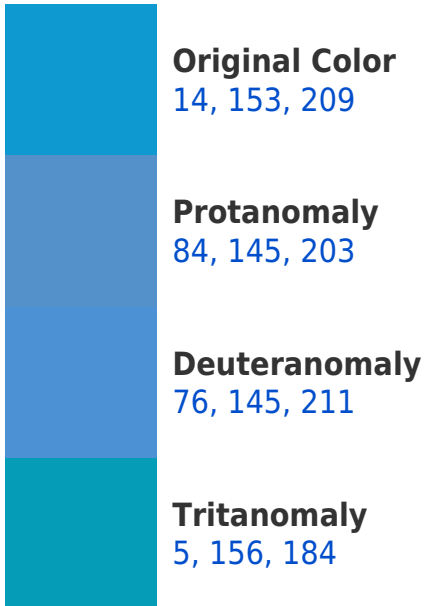 Original Color
14, 153, 209
Protanomaly
84, 145, 203
Deuteranomaly
76, 145, 211
Tritanomaly
5, 156, 184